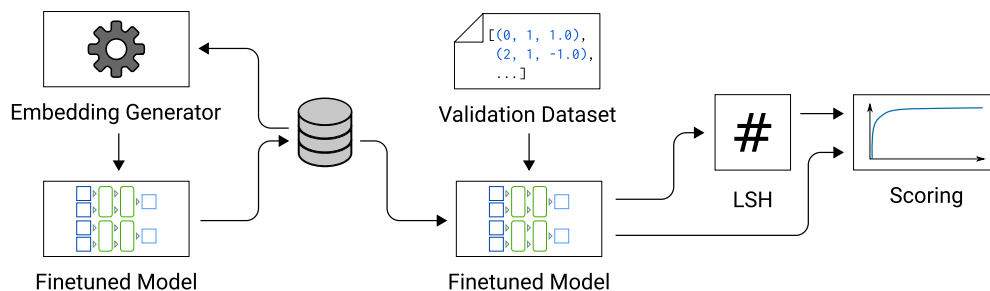 [(0, 1, 1.0),
(2, 1, -1.0),
...]
Embedding Generator
Validation Dataset
#
LSH
Scoring
Finetuned Model
Finetuned Model